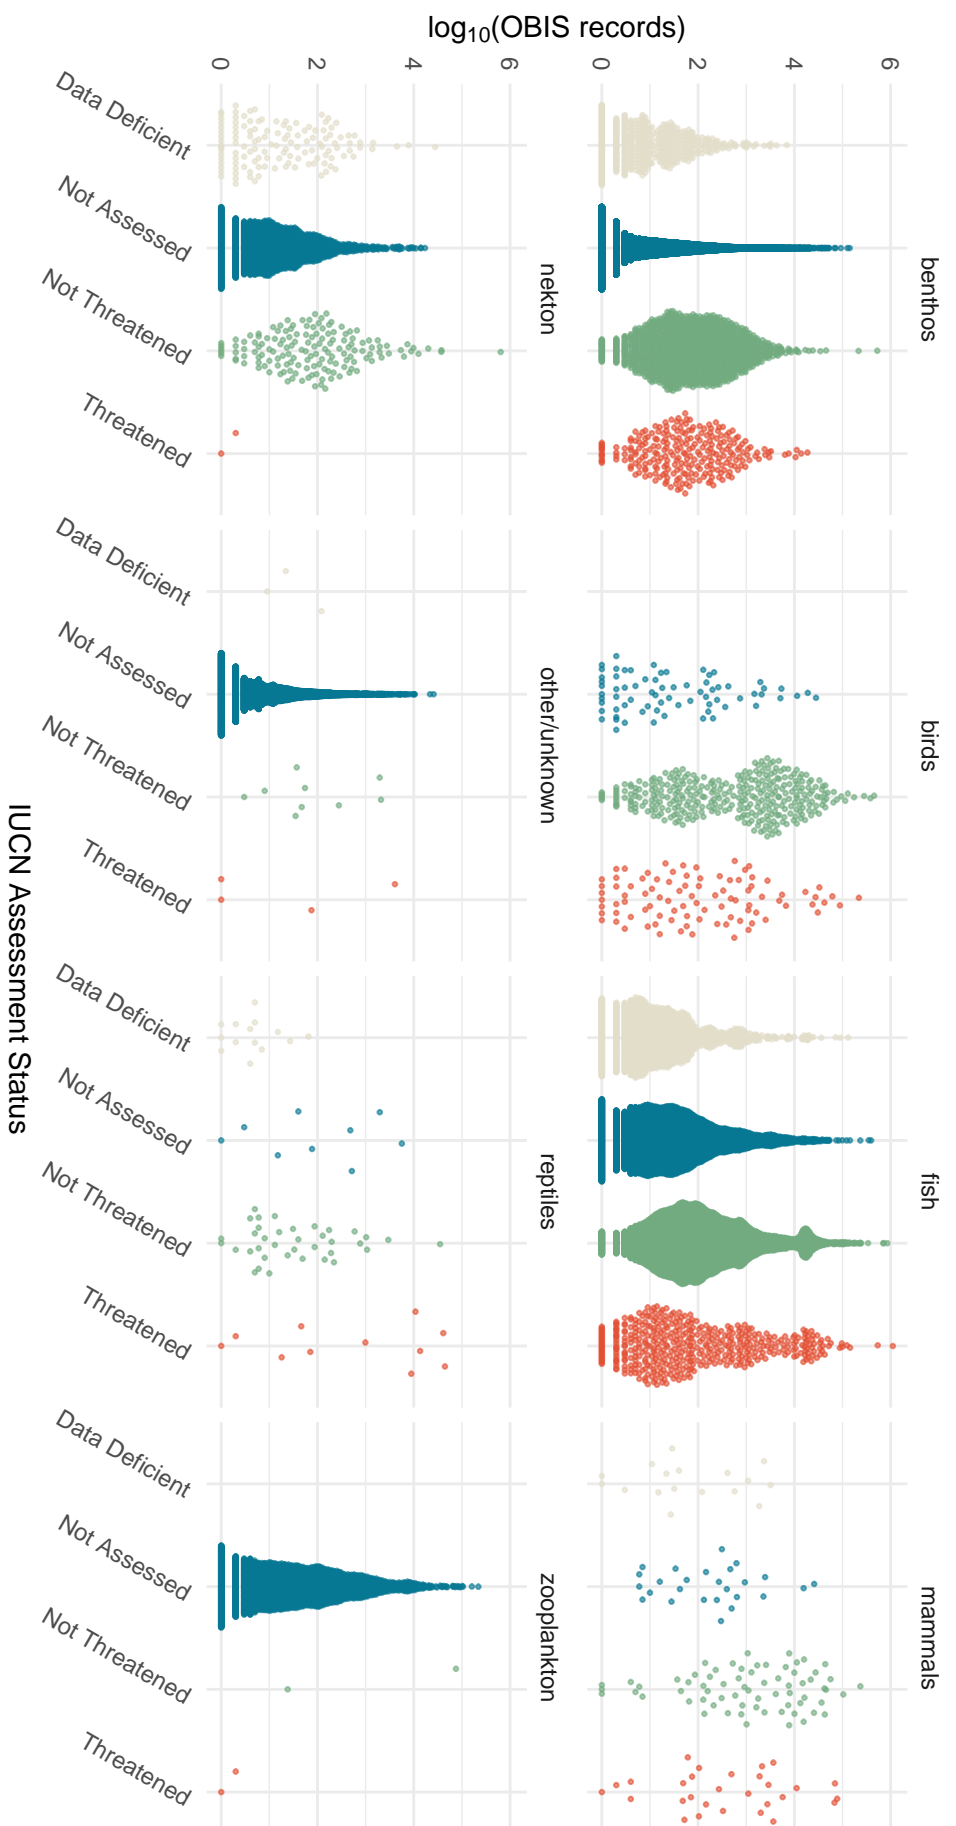 benthos
birds
fish
mammals
log10(OBIS records)
6
4
2
0
nekton
other/unknown
reptiles
zooplankton
6
4
2
0
Data Deficient
Not Assessed
Not Threatened
Threatened
Data Deficient
Not Assessed
Not Threatened
Threatened
Data Deficient
Not Assessed
Not Threatened
Threatened
Data Deficient
Not Assessed
Not Threatened
Threatened
IUCN Assessment Status